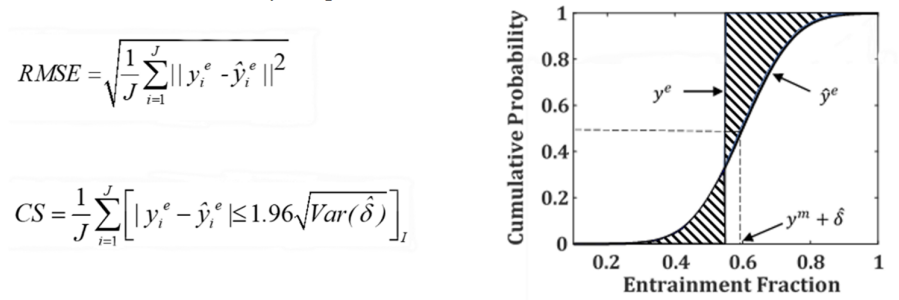 RMSE = √(1/J ∑_{i=1}^{J} || y_i^e - ŷ_i^e ||²)
CS = 1/J ∑_{i=1}^{J} [ | y_i^e − ŷ_i^e | ≤ 1.96 √(Var(δ̂)) ]_I
Cumulative Probability
1
0.8
0.6
0.4
0.2
0
y^e
ŷ^e
y^m + δ̂
0.2 0.4 0.6 0.8 1
Entrainment Fraction